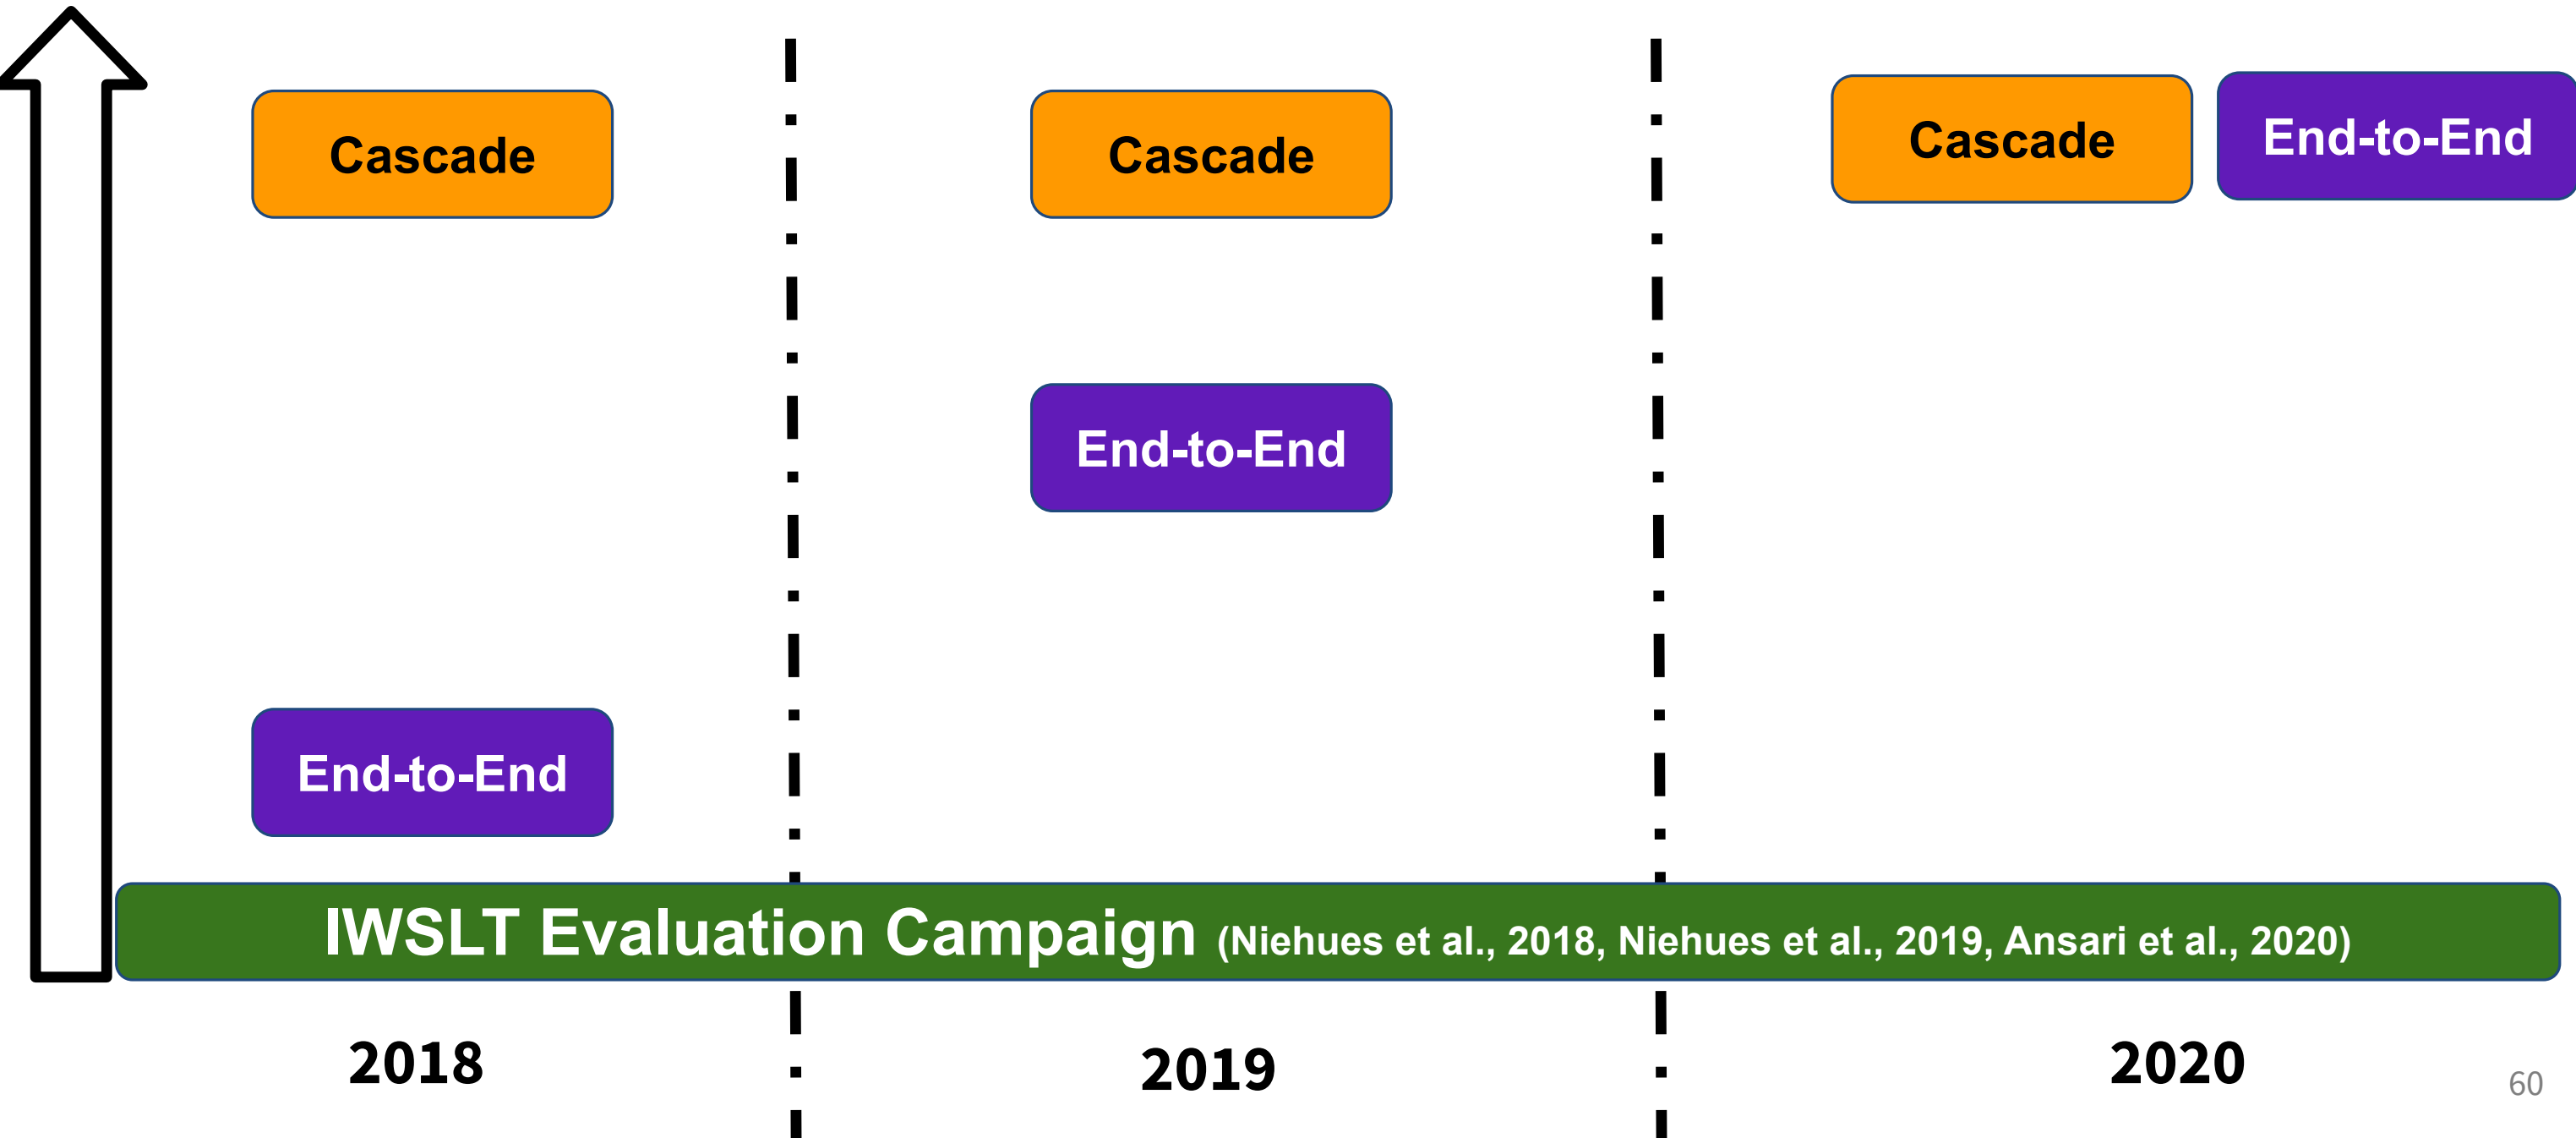 Cascade
Cascade
Cascade
End-to-End
End-to-End
End-to-End
IWSLT Evaluation Campaign (Niehues et al., 2018, Niehues et al., 2019, Ansari et al., 2020)
2018
2019
2020
60